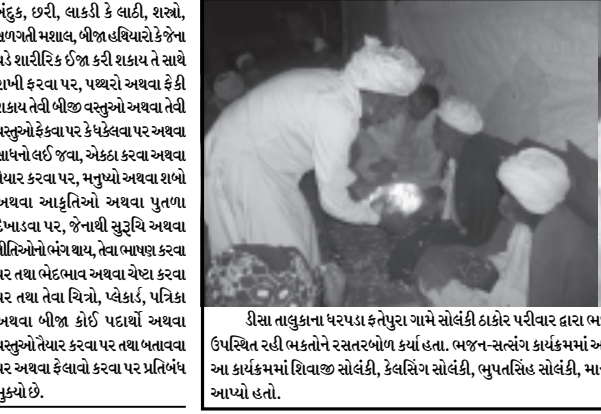 બંદુક, છરી, લાકડી કે લાઠી, શસ્ત્રો,
સળગતી મશાલ, બીજા હથિયારો કે જેના
વડે શારીરિક ઈજા કરી શકાય તે સાથે
રાખી ફરવા પર, પથ્થરો અથવા ફેકી
શકાય તેવી બીજી વસ્તુઓ અથવા તેવી
વસ્તુઓ ફેકવા પર કે ધકેલવા પર અથવા
સાધનો લઈ જવા, એકઠા કરવા અથવા
તૈયાર કરવા પર, મનુષ્યો અથવા શબો
અથવા આકૃતિઓ અથવા પુતળા
દેખાડવા પર, જેનાથી સુરૂચિ અથવા
નીતિઓનો ભંગ થાય, તેવા ભાષણ કરવા
પર તથા ભેદભાવ અથવા ચેષ્ટા કરવા
પર તથા તેવા ચિત્રો, પ્લેકાર્ડ, પત્રિકા
અથવા બીજા કોઈ પદાર્થો અથવા
વસ્તુઓ તૈયાર કરવા પર તથા બતાવવા
પર અથવા ફેલાવો કરવા પર પ્રતિબંધ
મુક્યો છે.
ડીસા તાલુકાના ધરપડા ફતેપુરા ગામે સોલંકી ઠાકોર પરીવાર દ્વારા
ઉપસ્થિત રહી ભક્તોને રસતરબોળ કર્યા હતા. ભજન-સત્સંગ કાર્યક્રમમાં
આ કાર્યક્રમમાં શિવાજી સોલંકી, કેલસિંગ સોલંકી, ભુપતસિંહ સોલંકી,
આપ્યો હતો.